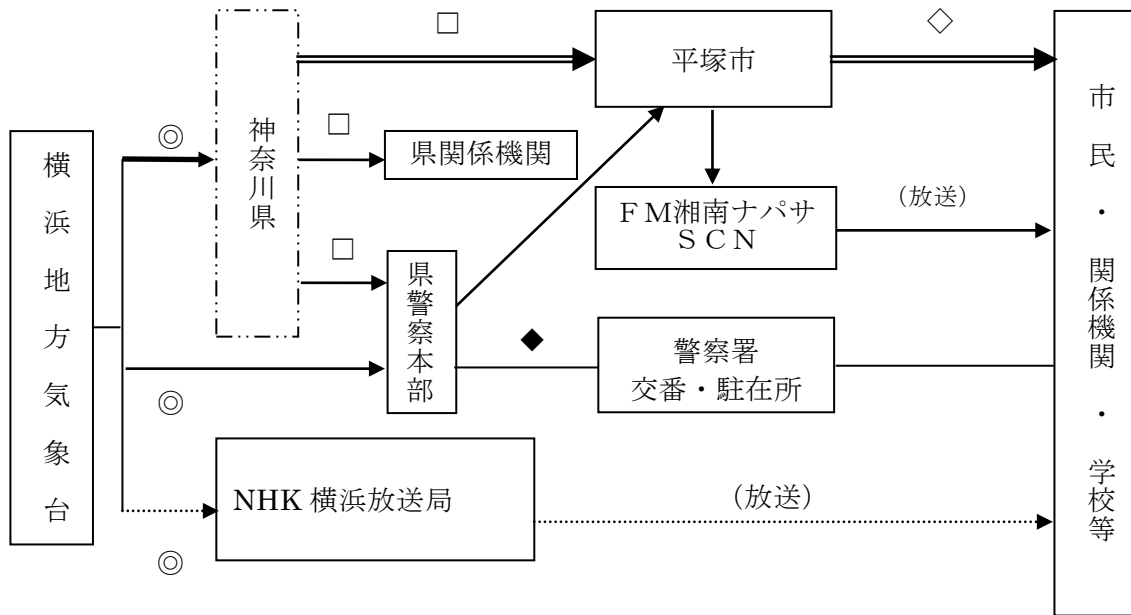 横浜地方気象台
◎
◎
◎
神奈川県
□
□
□
県関係機関
県警察本部
NHK 横浜放送局
平塚市
ＦＭ湘南ナパサ
ＳＣＮ
◆
警察署
交番・駐在所
◇
（放送）
（放送）
市民・関係機関・学校等